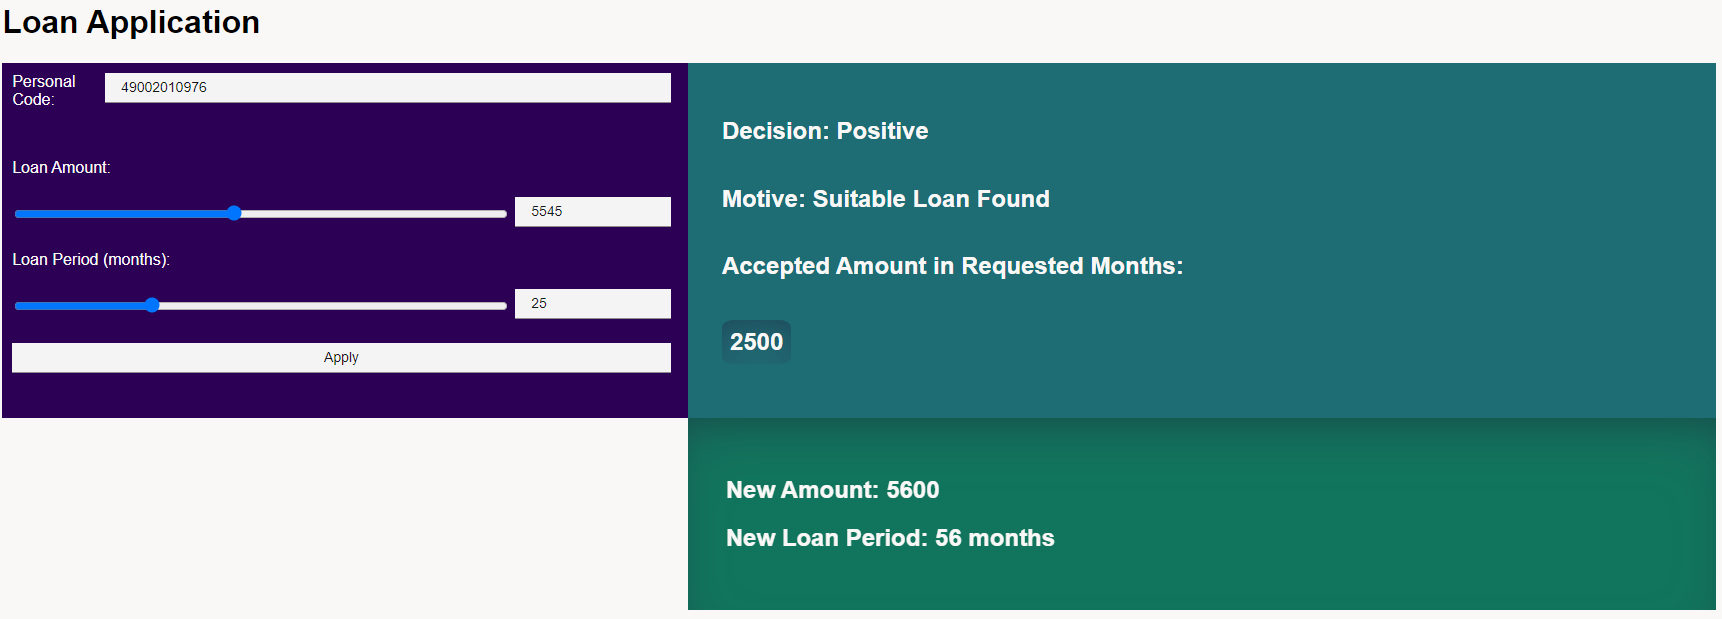 Loan Application
Personal
Code:
49002010976
Loan Amount:
5545
Loan Period (months):
25
Apply
Decision: Positive
Motive: Suitable Loan Found
Accepted Amount in Requested Months:
2500
New Amount: 5600
New Loan Period: 56 months